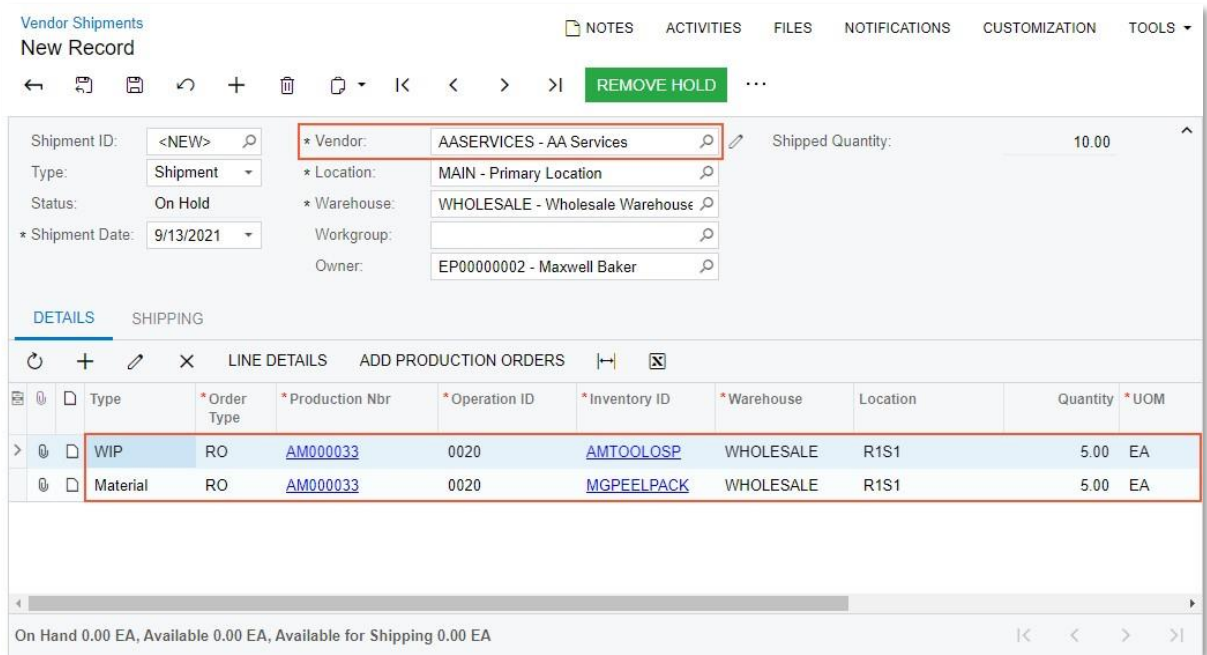 Vendor Shipments
New Record
NOTES ACTIVITIES FILES NOTIFICATIONS CUSTOMIZATION TOOLS
REMOVE HOLD ...
Shipment ID: <NEW> * Vendor: AASERVICES - AA Services Shipped Quantity: 10.00
Type: Shipment * Location: MAIN - Primary Location
Status: On Hold * Warehouse: WHOLESALE - Wholesale Warehouse
* Shipment Date: 9/13/2021 Workgroup:
Owner: EP00000002 - Maxwell Baker
DETAILS SHIPPING
LINE DETAILS ADD PRODUCTION ORDERS
Type *Order Type *Production Nbr *Operation ID *Inventory ID *Warehouse Location Quantity *UOM
WIP RO AM000033 0020 AMTOOLOSP WHOLESALE R1S1 5.00 EA
Material RO AM000033 0020 MGPEELPACK WHOLESALE R1S1 5.00 EA
On Hand 0.00 EA, Available 0.00 EA, Available for Shipping 0.00 EA